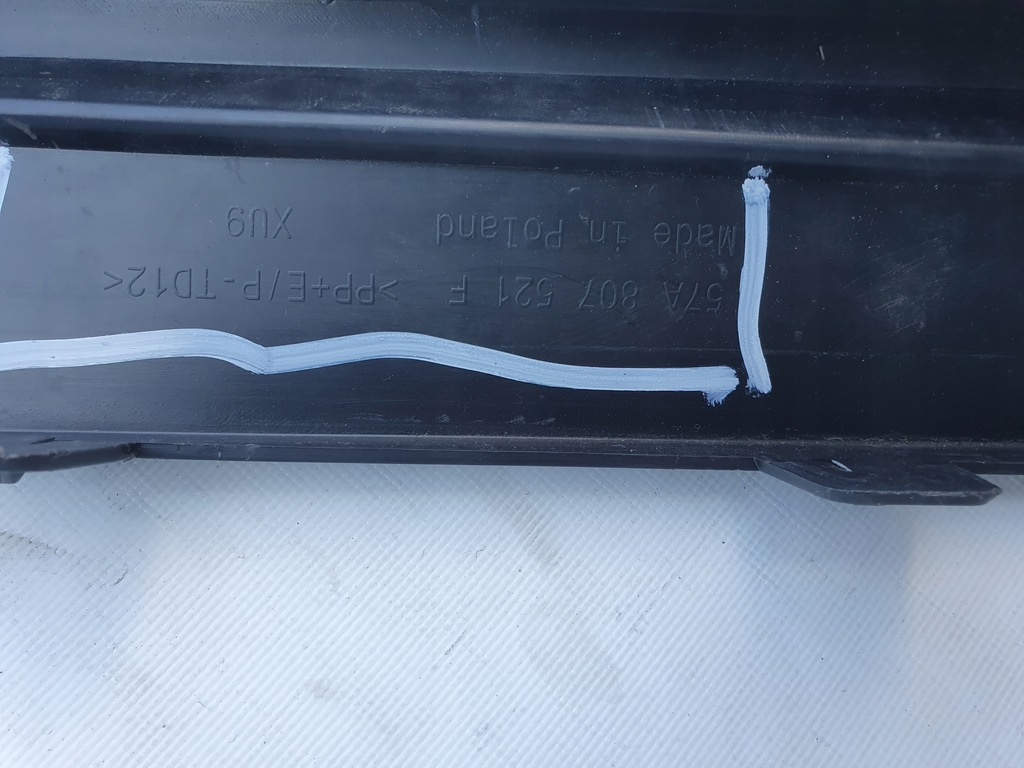 57A 807 521 F >PP+E/P-TD12<
Made in Poland XU9